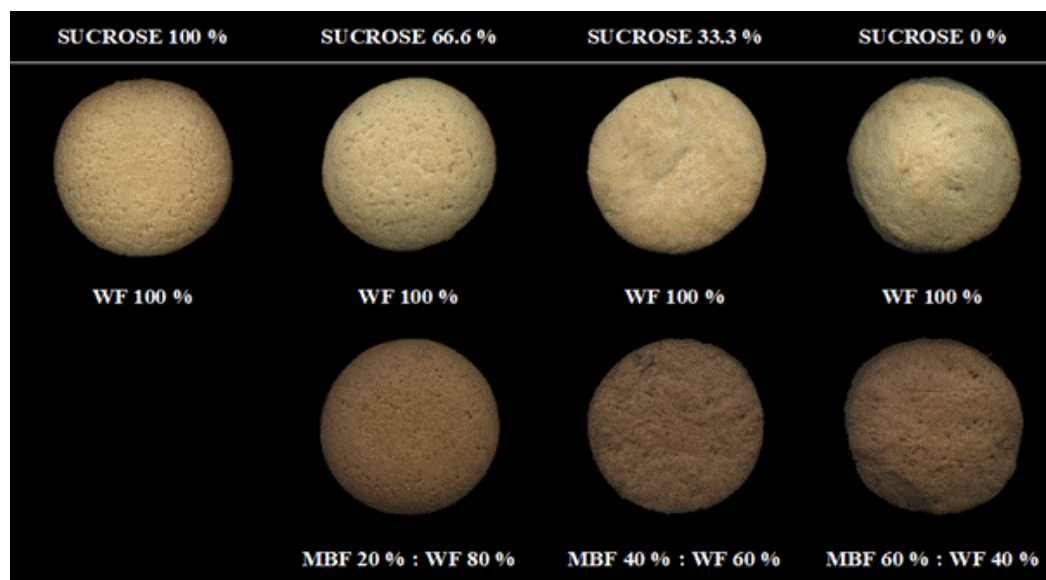 SUCROSE 100 % SUCROSE 66.6 % SUCROSE 33.3 % SUCROSE 0 %
WF 100 % WF 100 % WF 100 % WF 100 %
MBF 20 % : WF 80 % MBF 40 % : WF 60 % MBF 60 % : WF 40 %